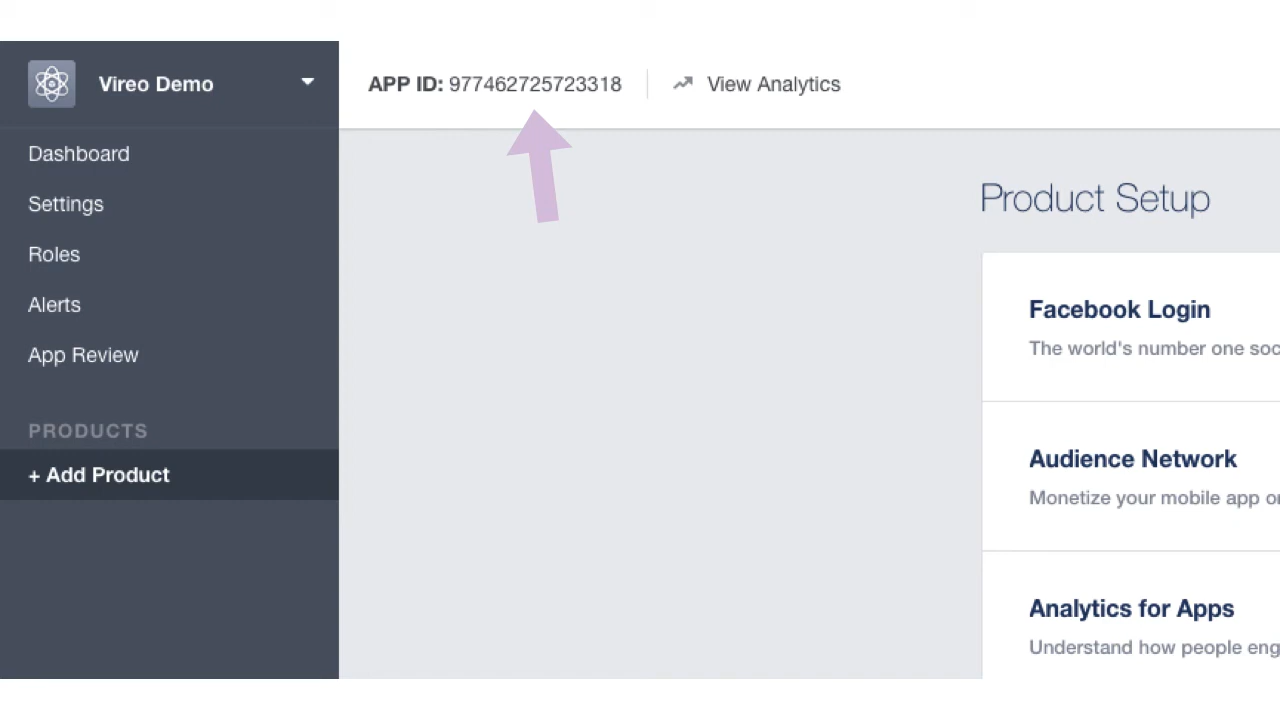 Vireo Demo
APP ID: 977462725723318
View Analytics
Dashboard
Settings
Roles
Alerts
App Review
PRODUCTS
+ Add Product
Product Setup
Facebook Login
The world's number one soc
Audience Network
Monetize your mobile app or
Analytics for Apps
Understand how people eng